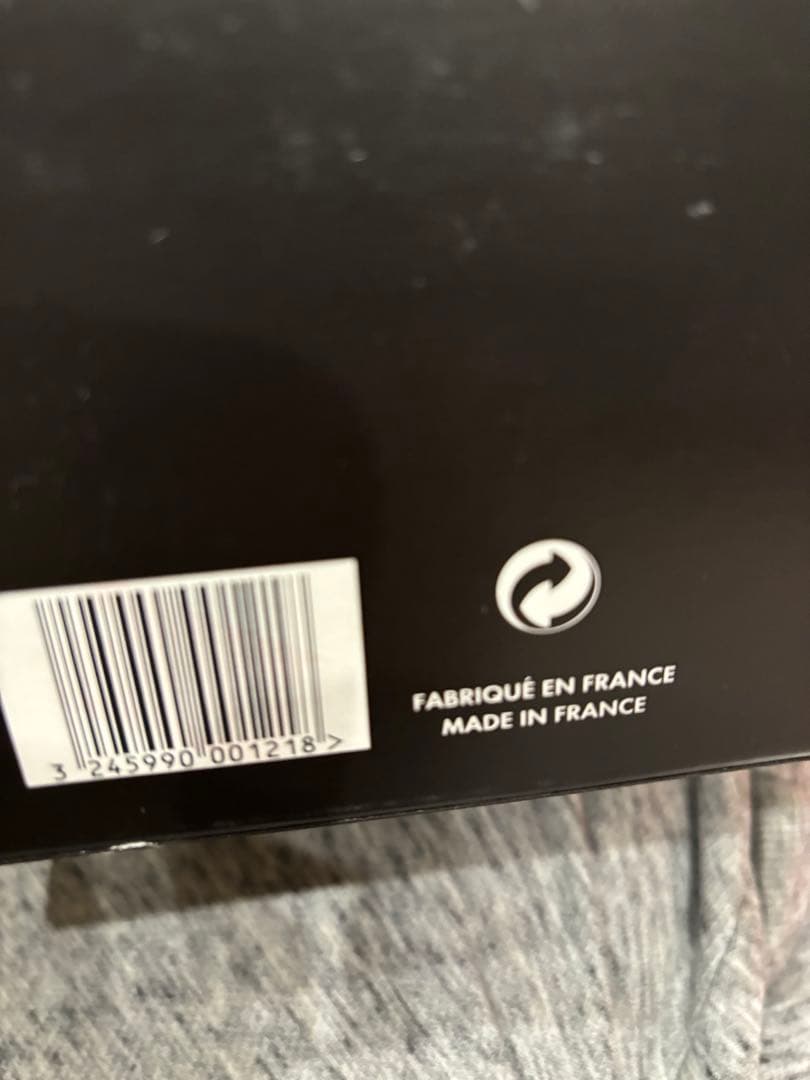 3 245990 001218 >
FABRIQUÉ EN FRANCE
MADE IN FRANCE